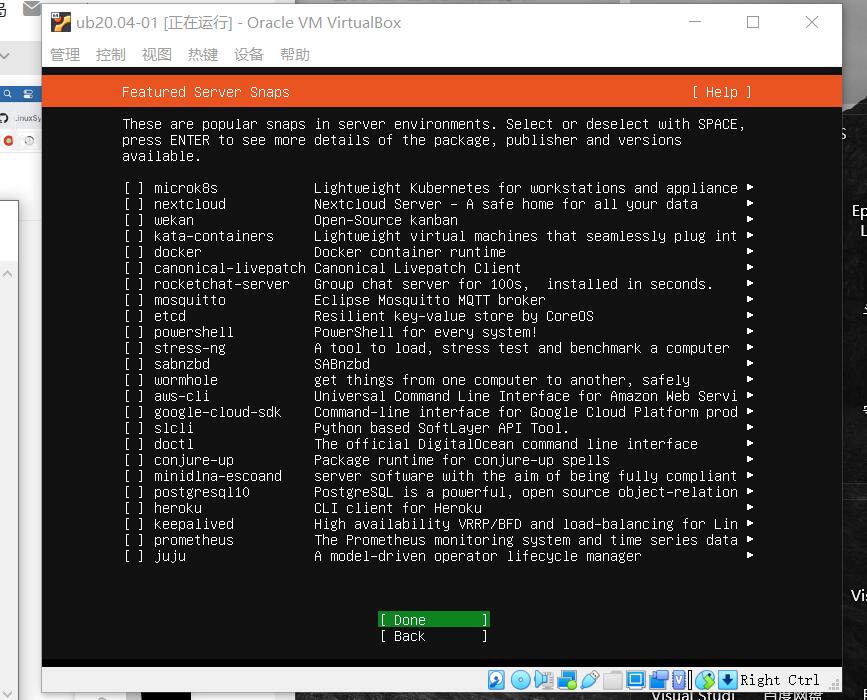 ub20.04-01 [正在运行] - Oracle VM VirtualBox
管理 控制 视图 热键 设备 帮助
Featured Server Snaps [ Help ]
These are popular snaps in server environments. Select or deselect with SPACE,
press ENTER to see more details of the package, publisher and versions
available.
[ ] microk8s Lightweight Kubernetes for workstations and appliance ▸
[ ] nextcloud Nextcloud Server - A safe home for all your data ▸
[ ] wekan Open-Source kanban ▸
[ ] kata-containers Lightweight virtual machines that seamlessly plug int ▸
[ ] docker Docker container runtime ▸
[ ] canonical-livepatch Canonical Livepatch Client ▸
[ ] rocketchat-server Group chat server for 100s, installed in seconds. ▸
[ ] mosquitto Eclipse Mosquitto MQTT broker ▸
[ ] etcd Resilient key-value store by CoreOS ▸
[ ] powershell PowerShell for every system! ▸
[ ] stress-ng A tool to load, stress test and benchmark a computer ▸
[ ] sabnzbd SABnzbd ▸
[ ] wormhole get things from one computer to another, safely ▸
[ ] aws-cli Universal Command Line Interface for Amazon Web Servi ▸
[ ] google-cloud-sdk Command-line interface for Google Cloud Platform prod ▸
[ ] slcli Python based SoftLayer API Tool. ▸
[ ] doctl The official DigitalOcean command line interface ▸
[ ] conjure-up Package runtime for conjure-up spells ▸
[ ] minidlna-escoand server software with the aim of being fully compliant ▸
[ ] postgresql10 PostgreSQL is a powerful, open source object-relation ▸
[ ] heroku CLI client for Heroku ▸
[ ] keepalived High availability VRRP/BFD and load-balancing for Lin ▸
[ ] prometheus The Prometheus monitoring system and time series data ▸
[ ] juju A model-driven operator lifecycle manager ▸
[ Done ]
[ Back ]
Right Ctrl
Visual Studi 百度网盘